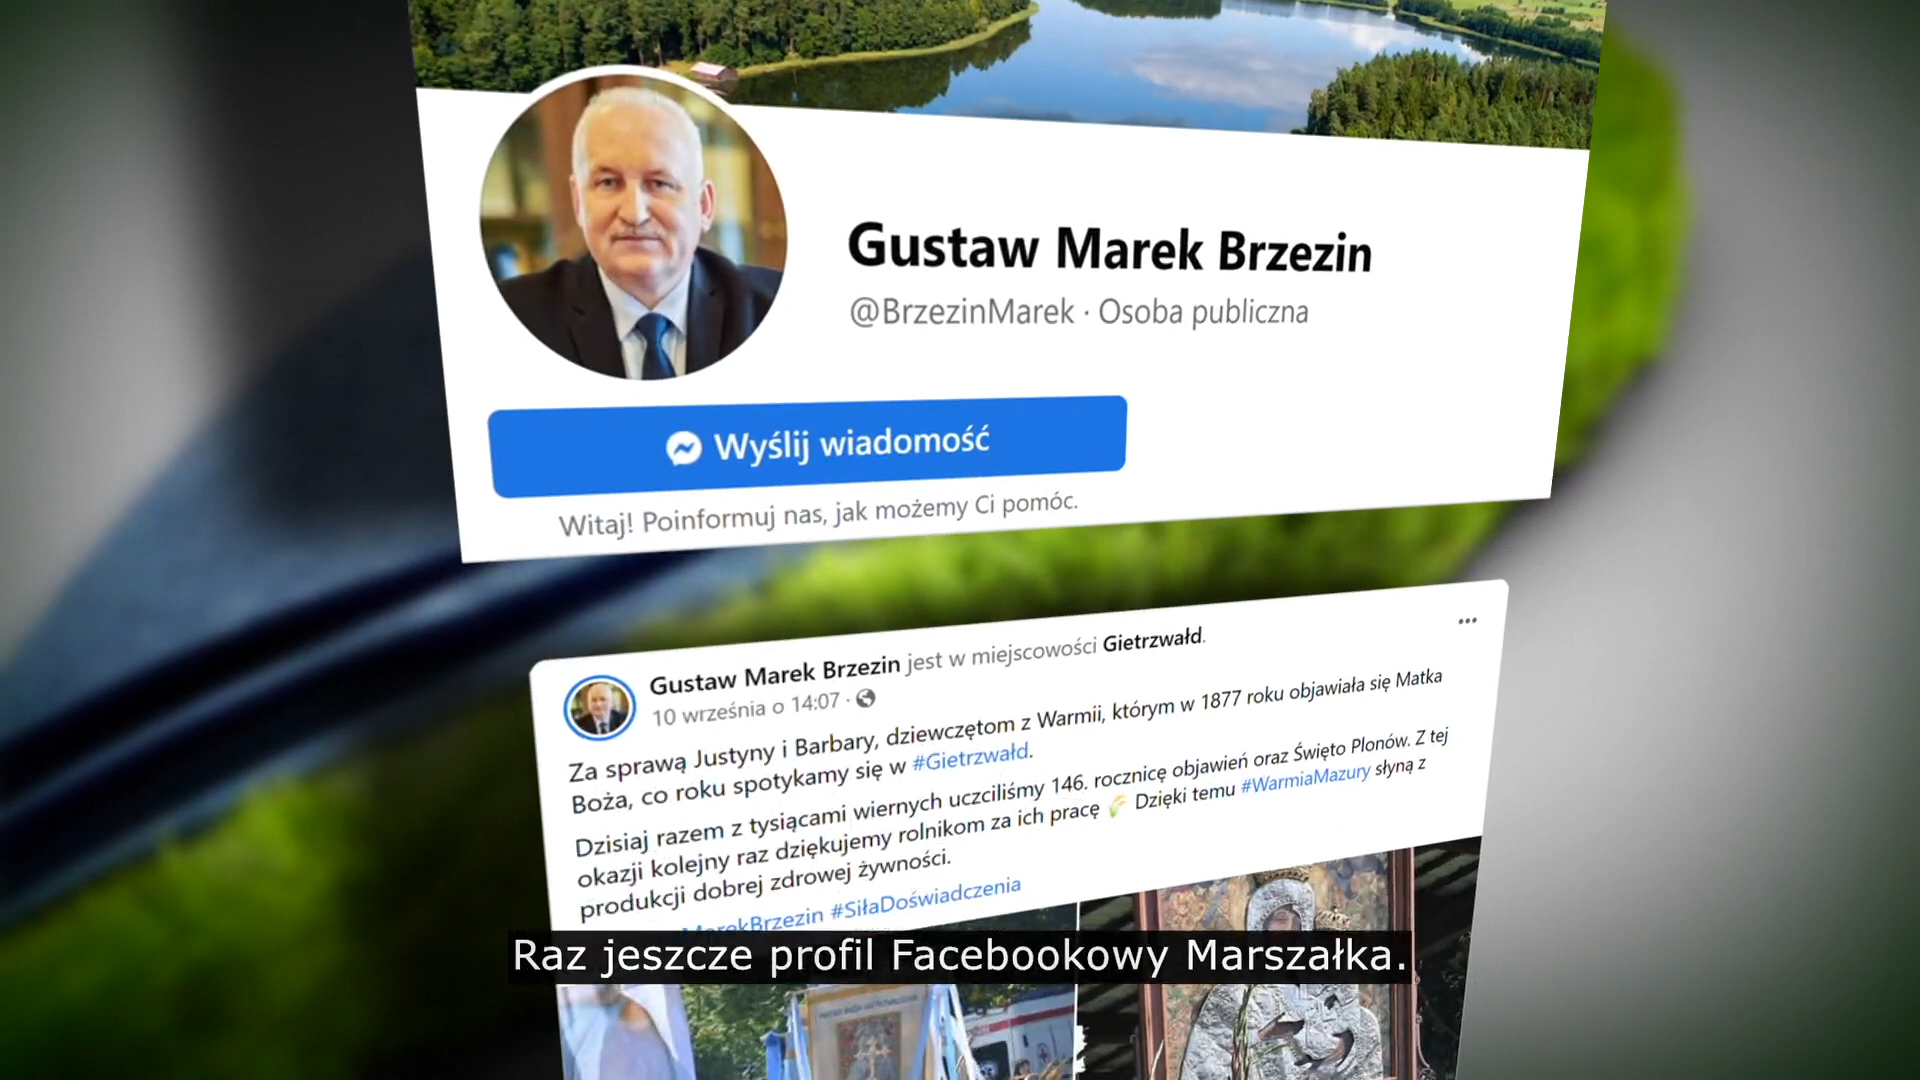 Gustaw Marek Brzezin
@BrzezinMarek · Osoba publiczna
Wyślij wiadomość
Witaj! Poinformuj nas, jak możemy Ci pomóc.
Gustaw Marek Brzezin jest w miejscowości Gietrzwałd.
10 września o 14:07 ·
Za sprawą Justyny i Barbary, dziewczętom z Warmii, którym w 1877 roku objawiała się Matka
Boża, co roku spotykamy się w #Gietrzwałd.
Dzisiaj razem z tysiącami wiernych uczciliśmy 146. rocznicę objawień oraz Święto Plonów. Z tej
okazji kolejny raz dziękujemy rolnikom za ich pracę 🌾 Dzięki temu #WarmiaMazury słyną z
produkcji dobrej zdrowej żywności.
MarekBrzezin #SiłaDoświadczenia
Raz jeszcze profil Facebookowy Marszałka.